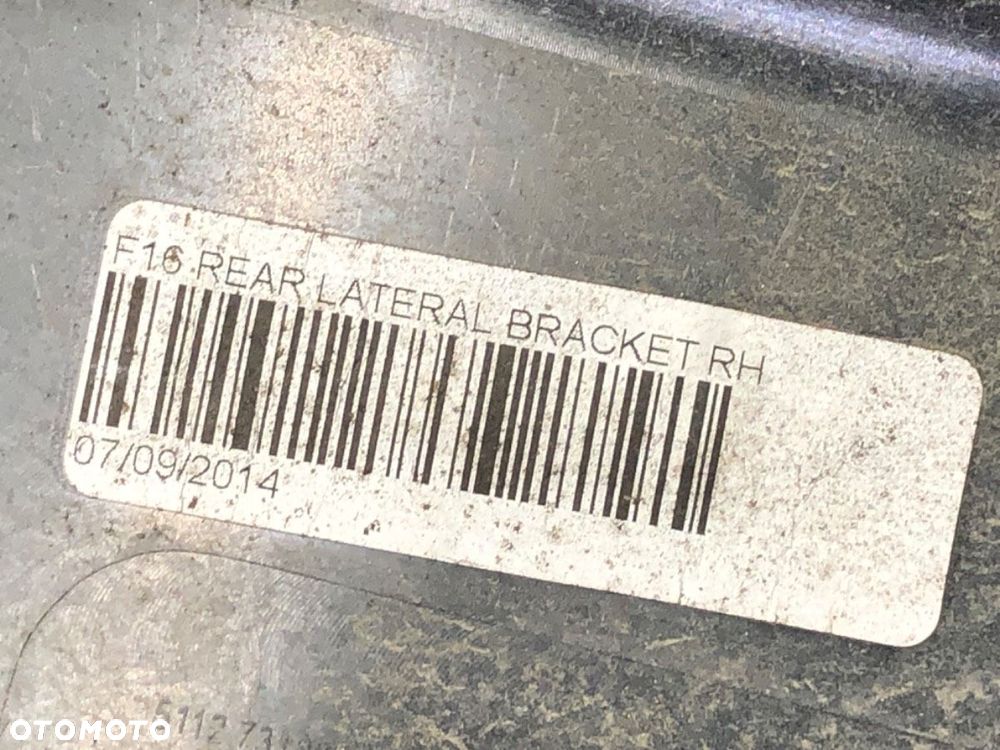 F16 REAR LATERAL BRACKET RH
07/09/2014
OTOMOTO